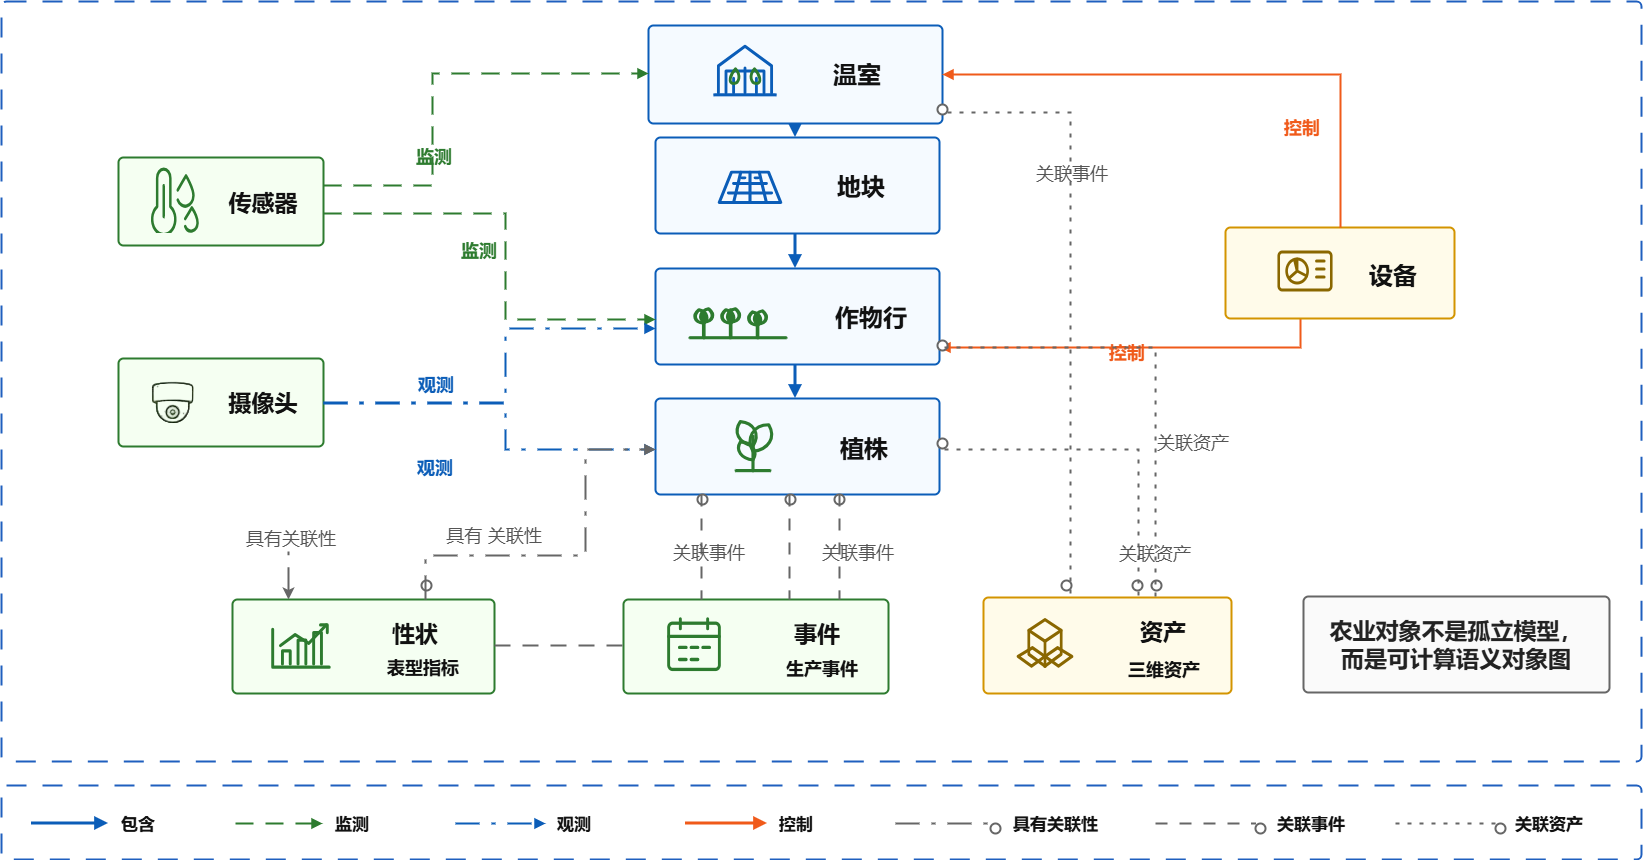 温室
控制
监测
关联事件
地块
传感器
监测
设备
作物行
控制
观测
摄像头
植株
关联资产
观测
具有关联性
具有 关联性
关联事件
关联事件
关联资产
性状
表型指标
事件
生产事件
资产
三维资产
农业对象不是孤立模型，
而是可计算语义对象图
包含
监测
观测
控制
具有关联性
关联事件
关联资产